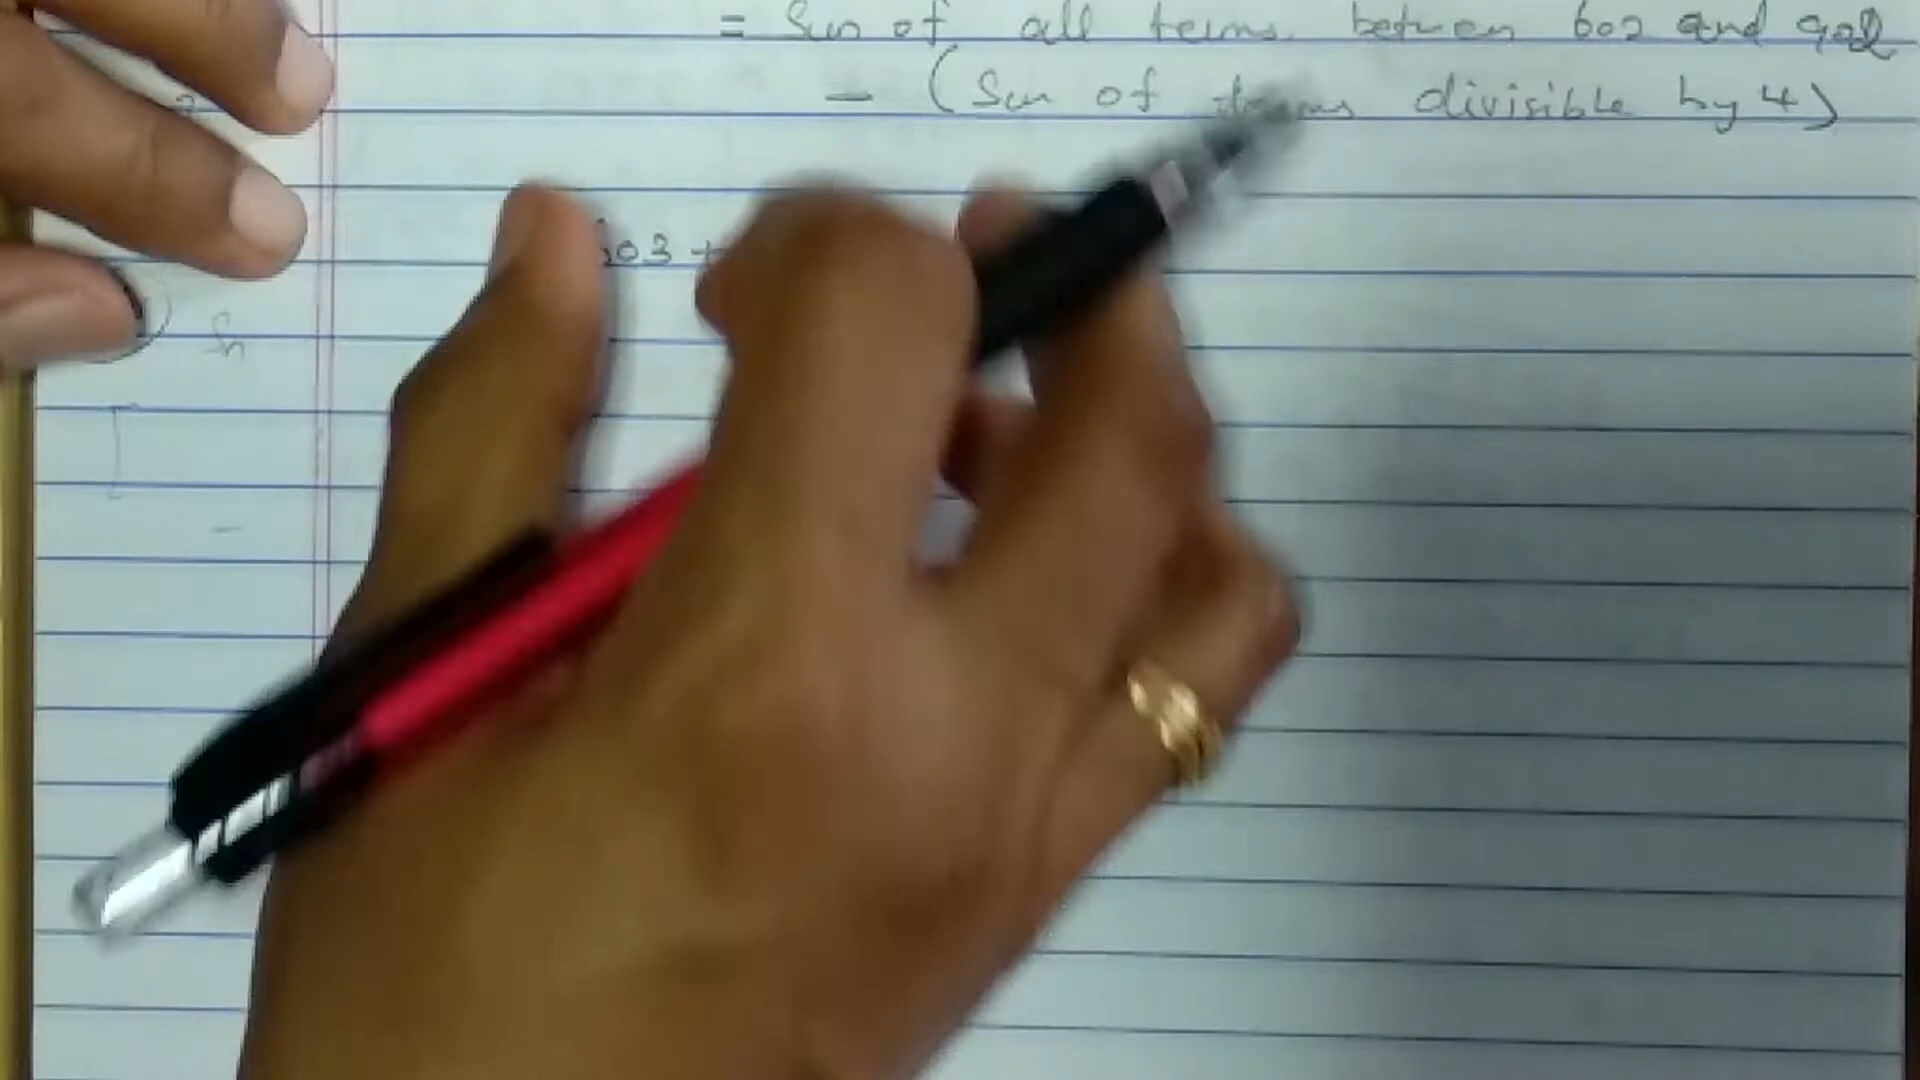 = Sum of all terms between 602 and 902
- (Sum of terms divisible by 4)
603 +